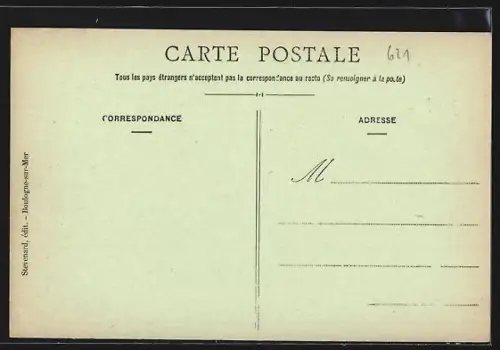 CARTE POSTALE
621
Tous les pays étrangers n'acceptent pas la correspondance au recto (Se renseigner à la poste)
CORRESPONDANCE
ADRESSE
M
Stevenard, édit. - Boulogne-sur-Mer